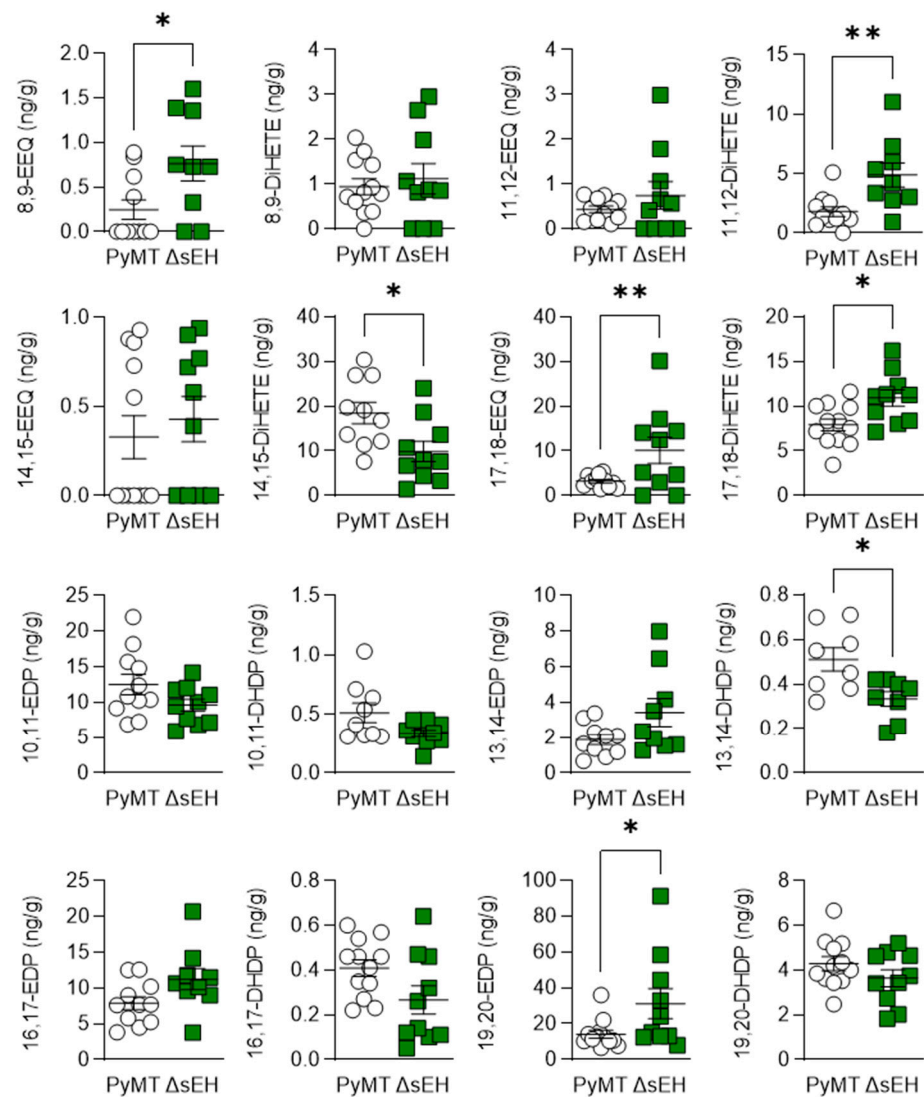 *
8,9-EEQ (ng/g)
2.0
1.5
1.0
0.5
0.0
PyMT ΔsEH
8,9-DiHETE (ng/g)
4
3
2
1
0
PyMT ΔsEH
11,12-EEQ (ng/g)
4
3
2
1
0
PyMT ΔsEH
**
11,12-DiHETE (ng/g)
15
10
5
0
PyMT ΔsEH
14,15-EEQ (ng/g)
1.0
0.5
0.0
PyMT ΔsEH
*
14,15-DiHETE (ng/g)
40
30
20
10
0
PyMT ΔsEH
**
17,18-EEQ (ng/g)
40
30
20
10
0
PyMT ΔsEH
*
17,18-DiHETE (ng/g)
20
15
10
5
0
PyMT ΔsEH
10,11-EDP (ng/g)
25
20
15
10
5
0
PyMT ΔsEH
10,11-DHDP (ng/g)
1.5
1.0
0.5
0.0
PyMT ΔsEH
13,14-EDP (ng/g)
10
8
6
4
2
0
PyMT ΔsEH
*
13,14-DHDP (ng/g)
0.8
0.6
0.4
0.2
0.0
PyMT ΔsEH
16,17-EDP (ng/g)
25
20
15
10
5
0
PyMT ΔsEH
16,17-DHDP (ng/g)
0.8
0.6
0.4
0.2
0.0
PyMT ΔsEH
*
19,20-EDP (ng/g)
100
80
60
40
20
0
PyMT ΔsEH
19,20-DHDP (ng/g)
8
6
4
2
0
PyMT ΔsEH